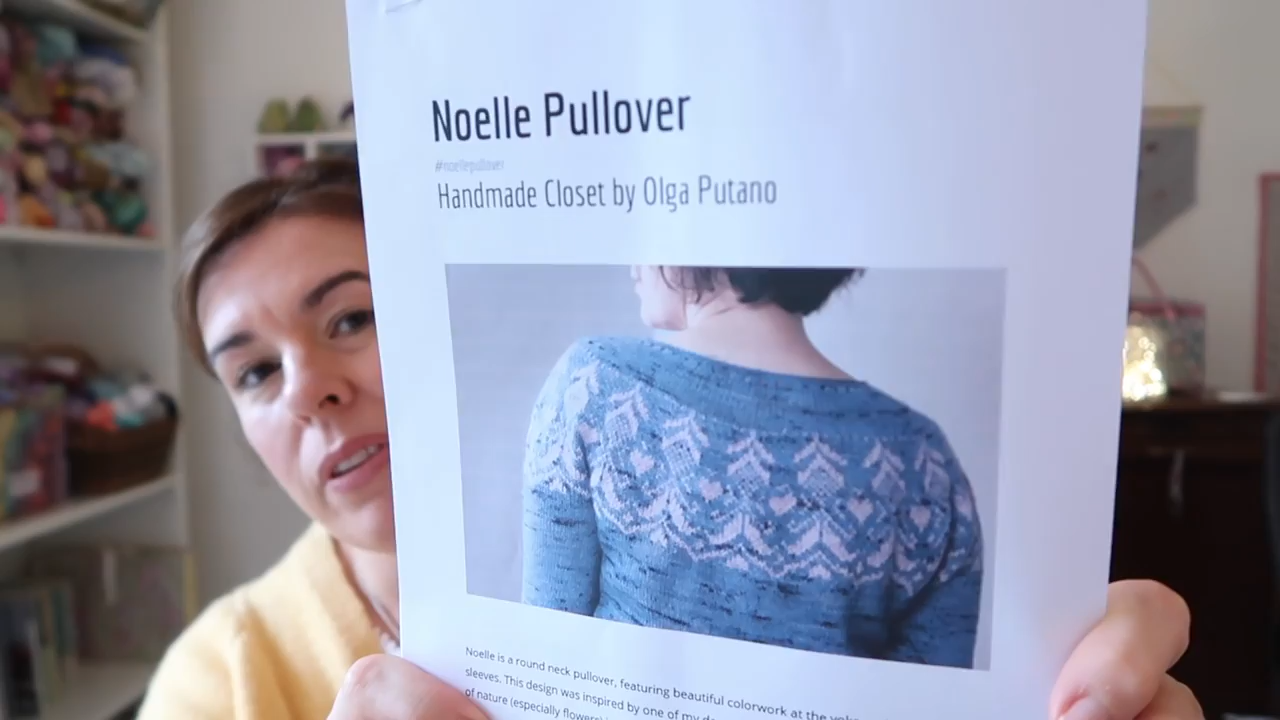 Noelle Pullover
#noellepullover
Handmade Closet by Olga Putano
Noelle is a round neck pullover, featuring beautiful colorwork at the yoke
sleeves. This design was inspired by one of my
of nature (especially flowers)